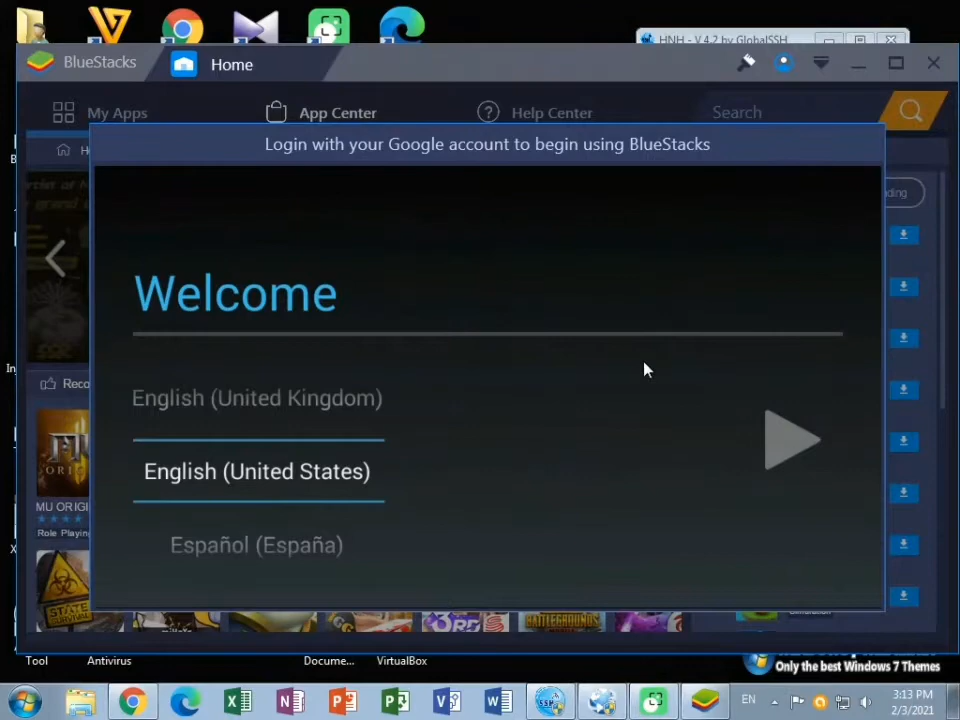 HNH - V 4.2 by GlobalSSH
BlueStacks
Home
My Apps
App Center
Help Center
Search
Login with your Google account to begin using BlueStacks
Welcome
English (United Kingdom)
English (United States)
Español (España)
MU ORIGI
Role Playing
Tool
Antivirus
Docume...
VirtualBox
Only the best Windows 7 Themes
EN
3:13 PM
2/3/2021